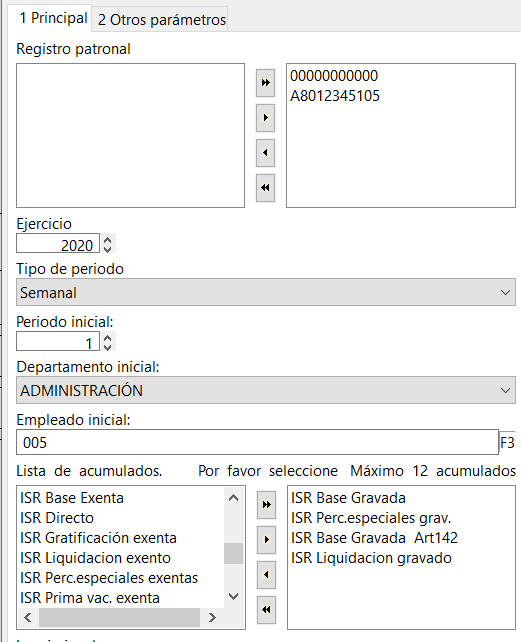 1 Principal
2 Otros parámetros
Registro patronal
00000000000
A8012345105
Ejercicio
2020
Tipo de periodo
Semanal
Periodo inicial:
1
Departamento inicial:
ADMINISTRACIÓN
Empleado inicial:
005
F3
Lista de acumulados. Por favor seleccione Máximo 12 acumulados
ISR Base Exenta
ISR Directo
ISR Gratificación exenta
ISR Liquidacion exento
ISR Perc.especiales exentas
ISR Prima vac. exenta
ISR Base Gravada
ISR Perc.especiales grav.
ISR Base Gravada Art142
ISR Liquidacion gravado